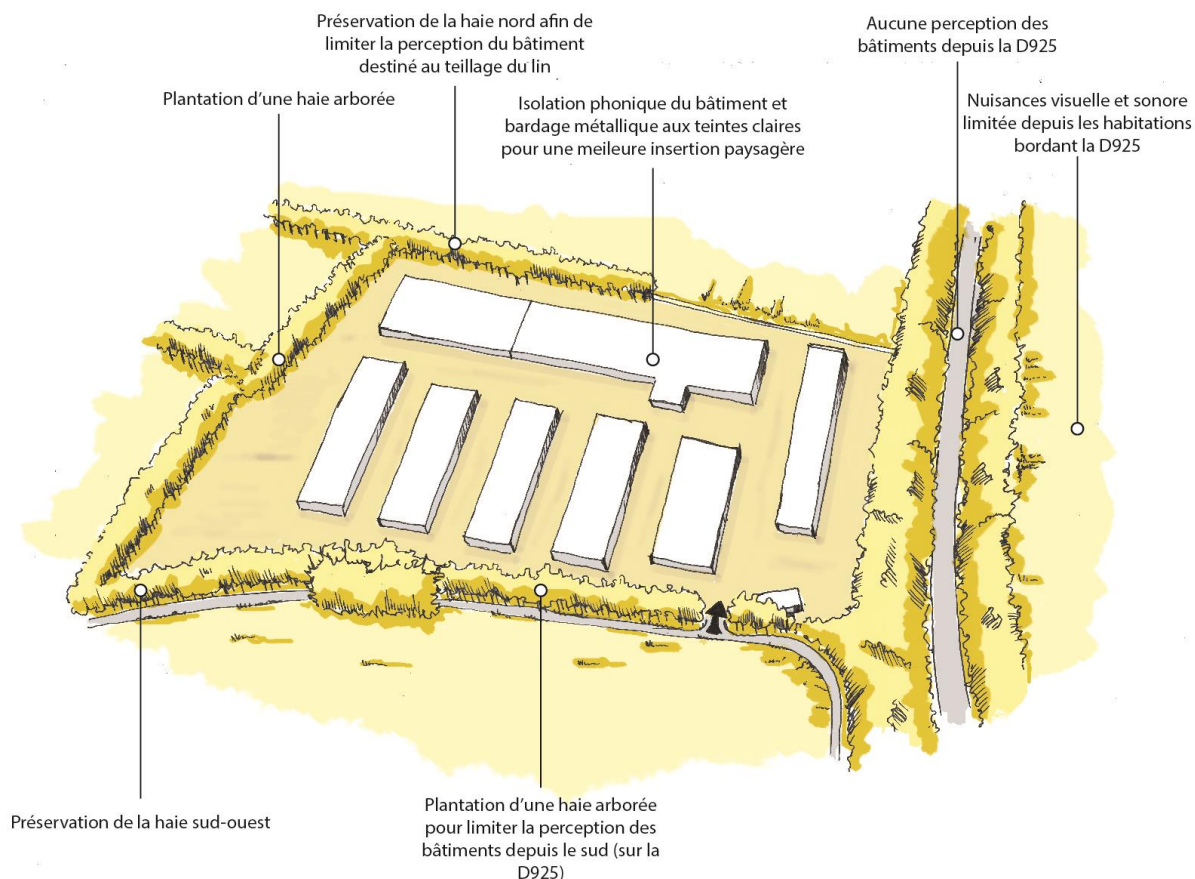 Préservation de la haie nord afin de
limiter la perception du bâtiment
destiné au teillage du lin
Aucune perception des
bâtiments depuis la D925
Plantation d'une haie arborée
Isolation phonique du bâtiment et
bardage métallique aux teintes claires
pour une meileure insertion paysagère
Nuisances visuelle et sonore
limitée depuis les habitations
bordant la D925
Préservation de la haie sud-ouest
Plantation d'une haie arborée
pour limiter la perception des
bâtiments depuis le sud (sur la
D925)